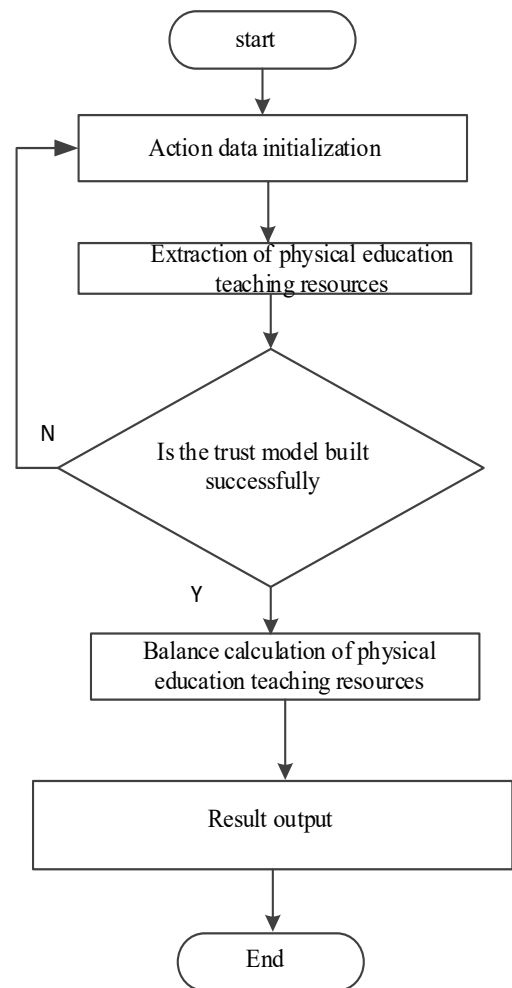 start
Action data initialization
Extraction of physical education
teaching resources
N
Is the trust model built
successfully
Y
Balance calculation of physical
education teaching resources
Result output
End